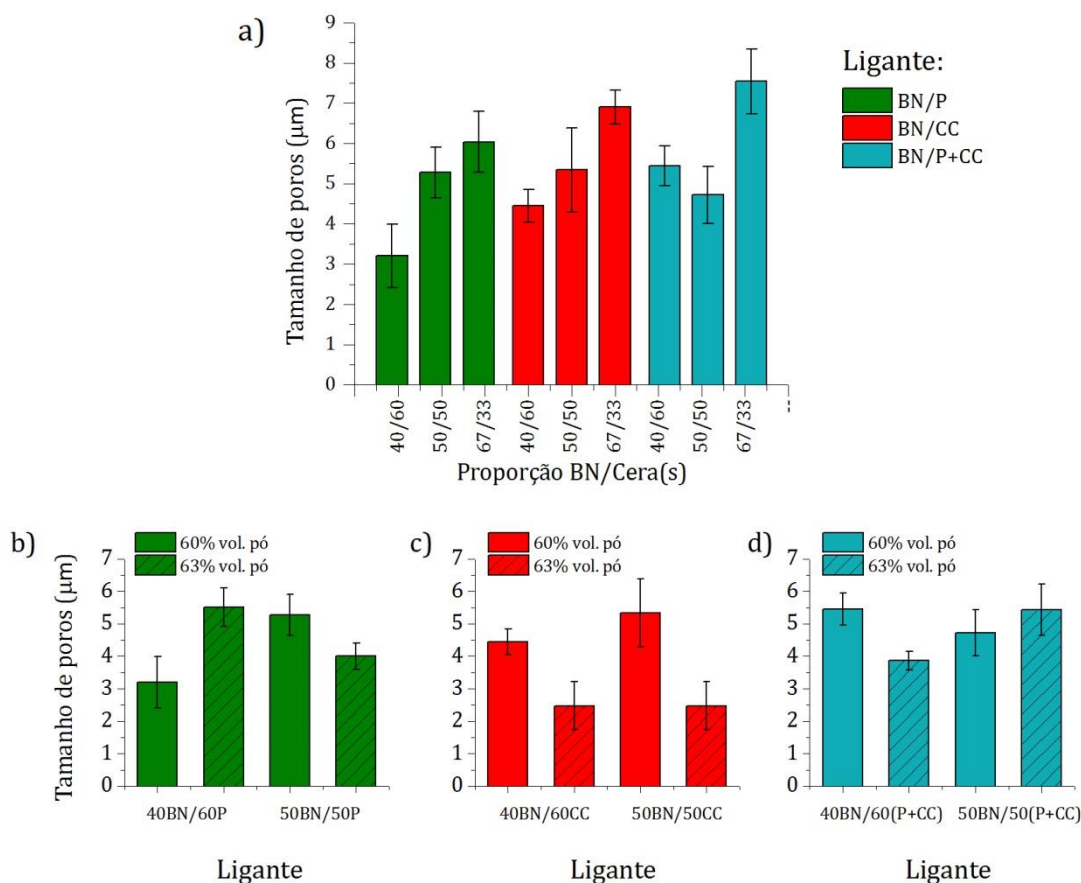 a)
Tamanho de poros (μm)
9
8
7
6
5
4
3
2
1
0
40/60
50/50
67/33
40/60
50/50
67/33
40/60
50/50
67/33
--
Proporção BN/Cera(s)
Ligante:
BN/P
BN/CC
BN/P+CC
b)
60% vol. pó
63% vol. pó
Tamanho de poros (μm)
7
6
5
4
3
2
1
0
40BN/60P
50BN/50P
Ligante
c)
60% vol. pó
63% vol. pó
7
6
5
4
3
2
1
0
40BN/60CC
50BN/50CC
Ligante
d)
60% vol. pó
63% vol. pó
7
6
5
4
3
2
1
0
40BN/60(P+CC)
50BN/50(P+CC)
Ligante